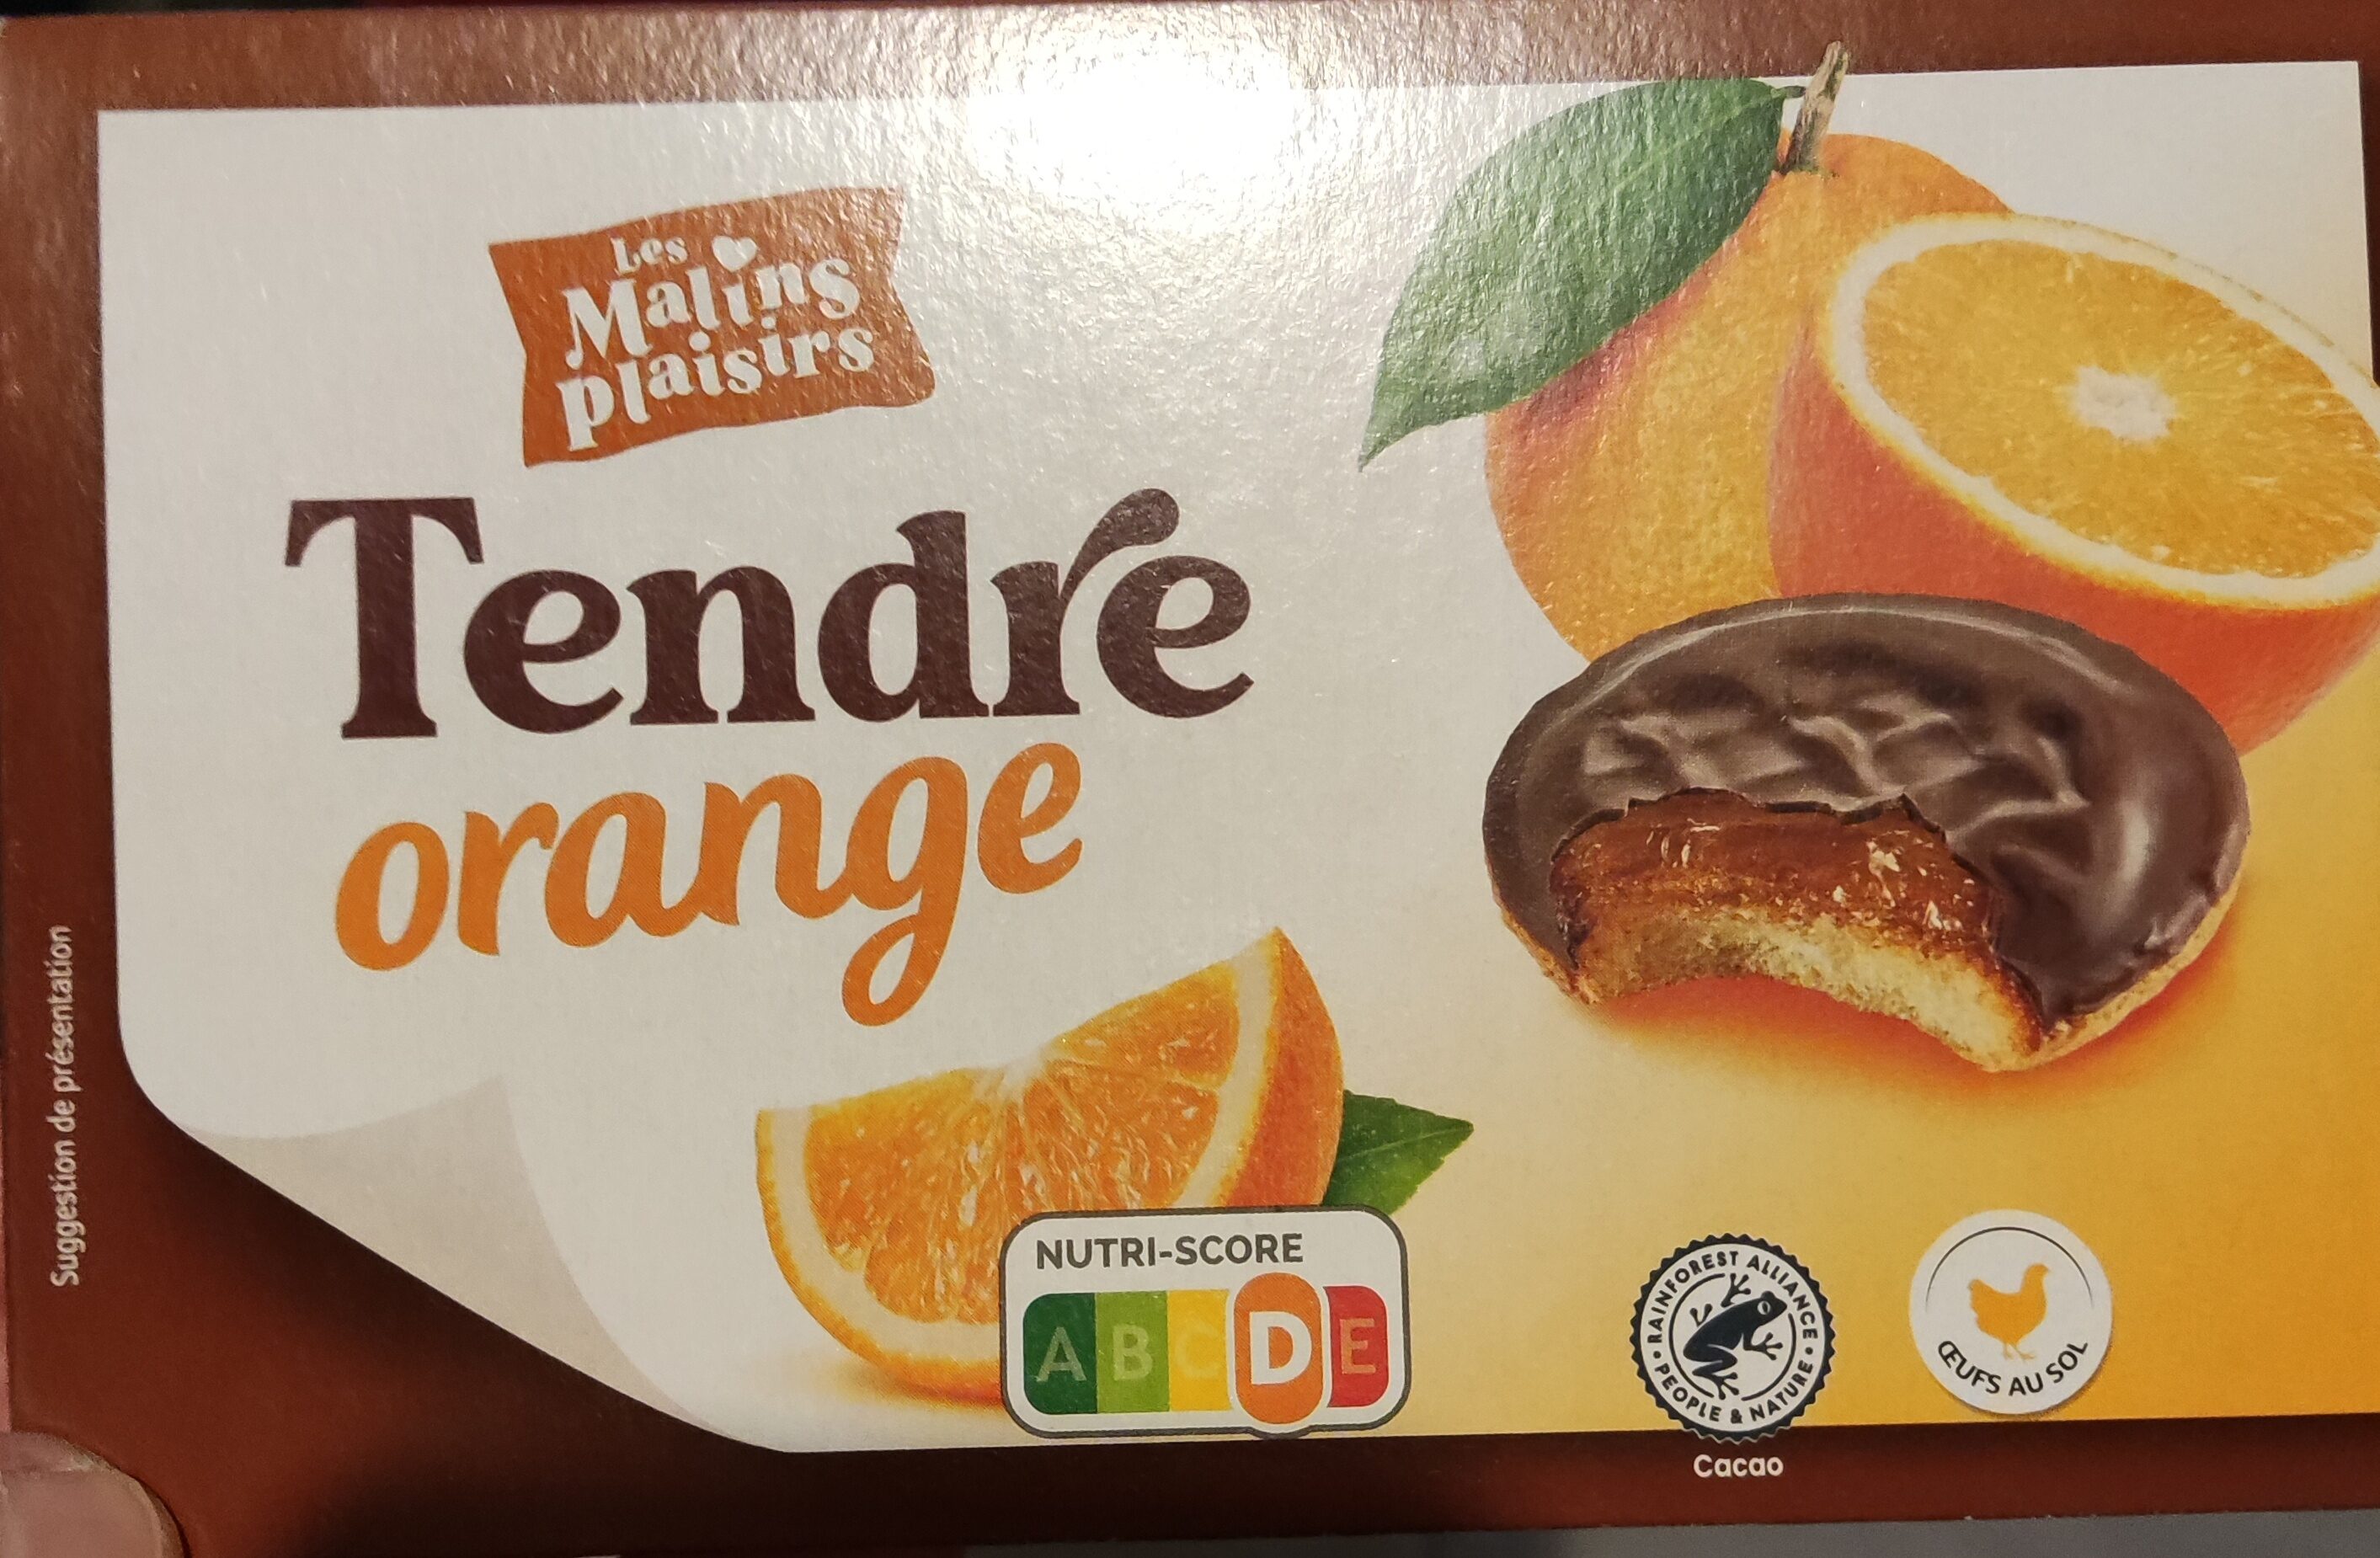 Les
Malins
plaisirs
Tendre
orange
Suggestion de présentation
NUTRI-SCORE
A B C D E
RAINFOREST ALLIANCE
PEOPLE & NATURE
Cacao
ŒUFS AU SOL